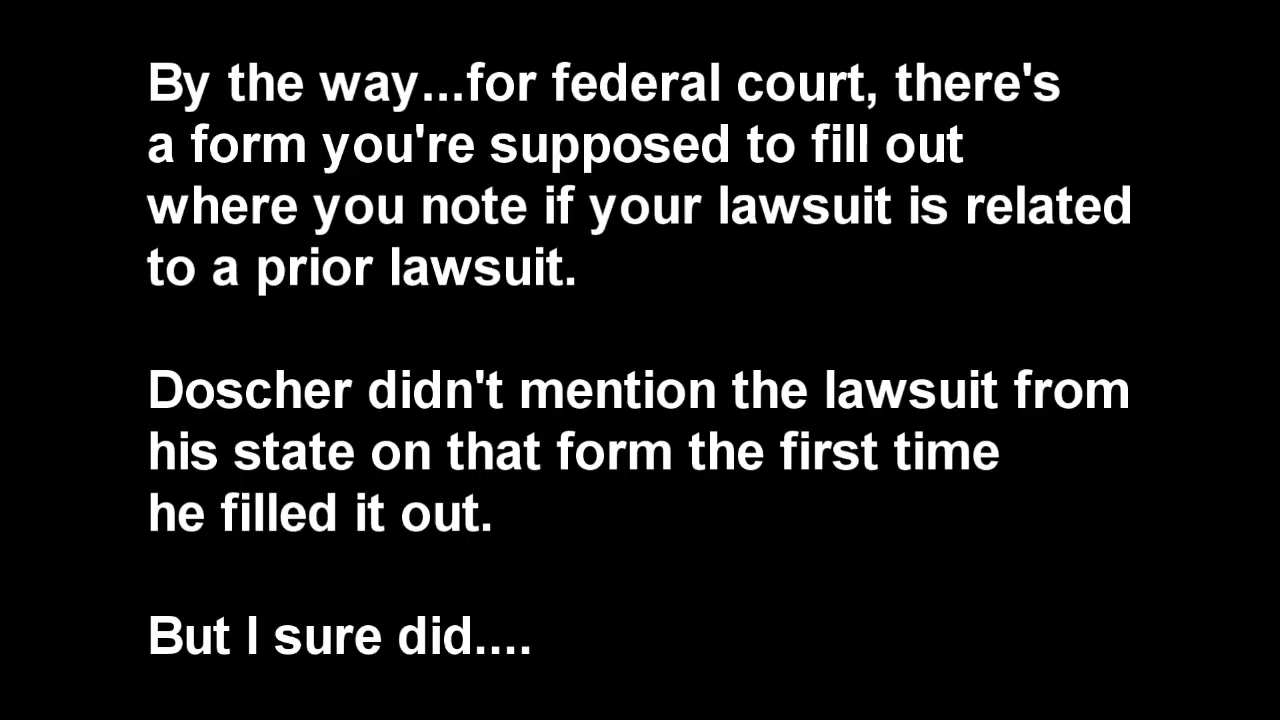 By the way...for federal court, there's
a form you're supposed to fill out
where you note if your lawsuit is related
to a prior lawsuit.
Doscher didn't mention the lawsuit from
his state on that form the first time
he filled it out.
But I sure did....